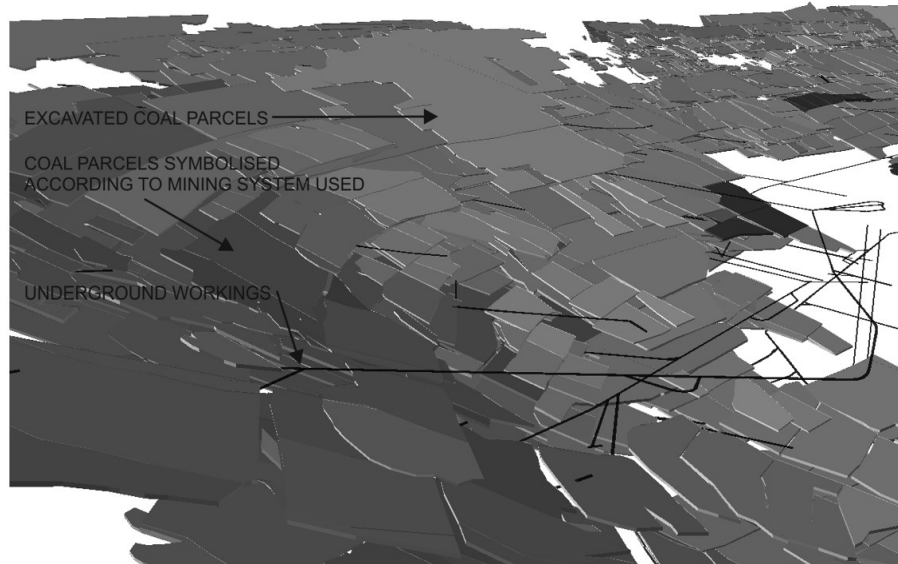 EXCAVATED COAL PARCELS
COAL PARCELS SYMBOLISED
ACCORDING TO MINING SYSTEM USED
UNDERGROUND WORKINGS